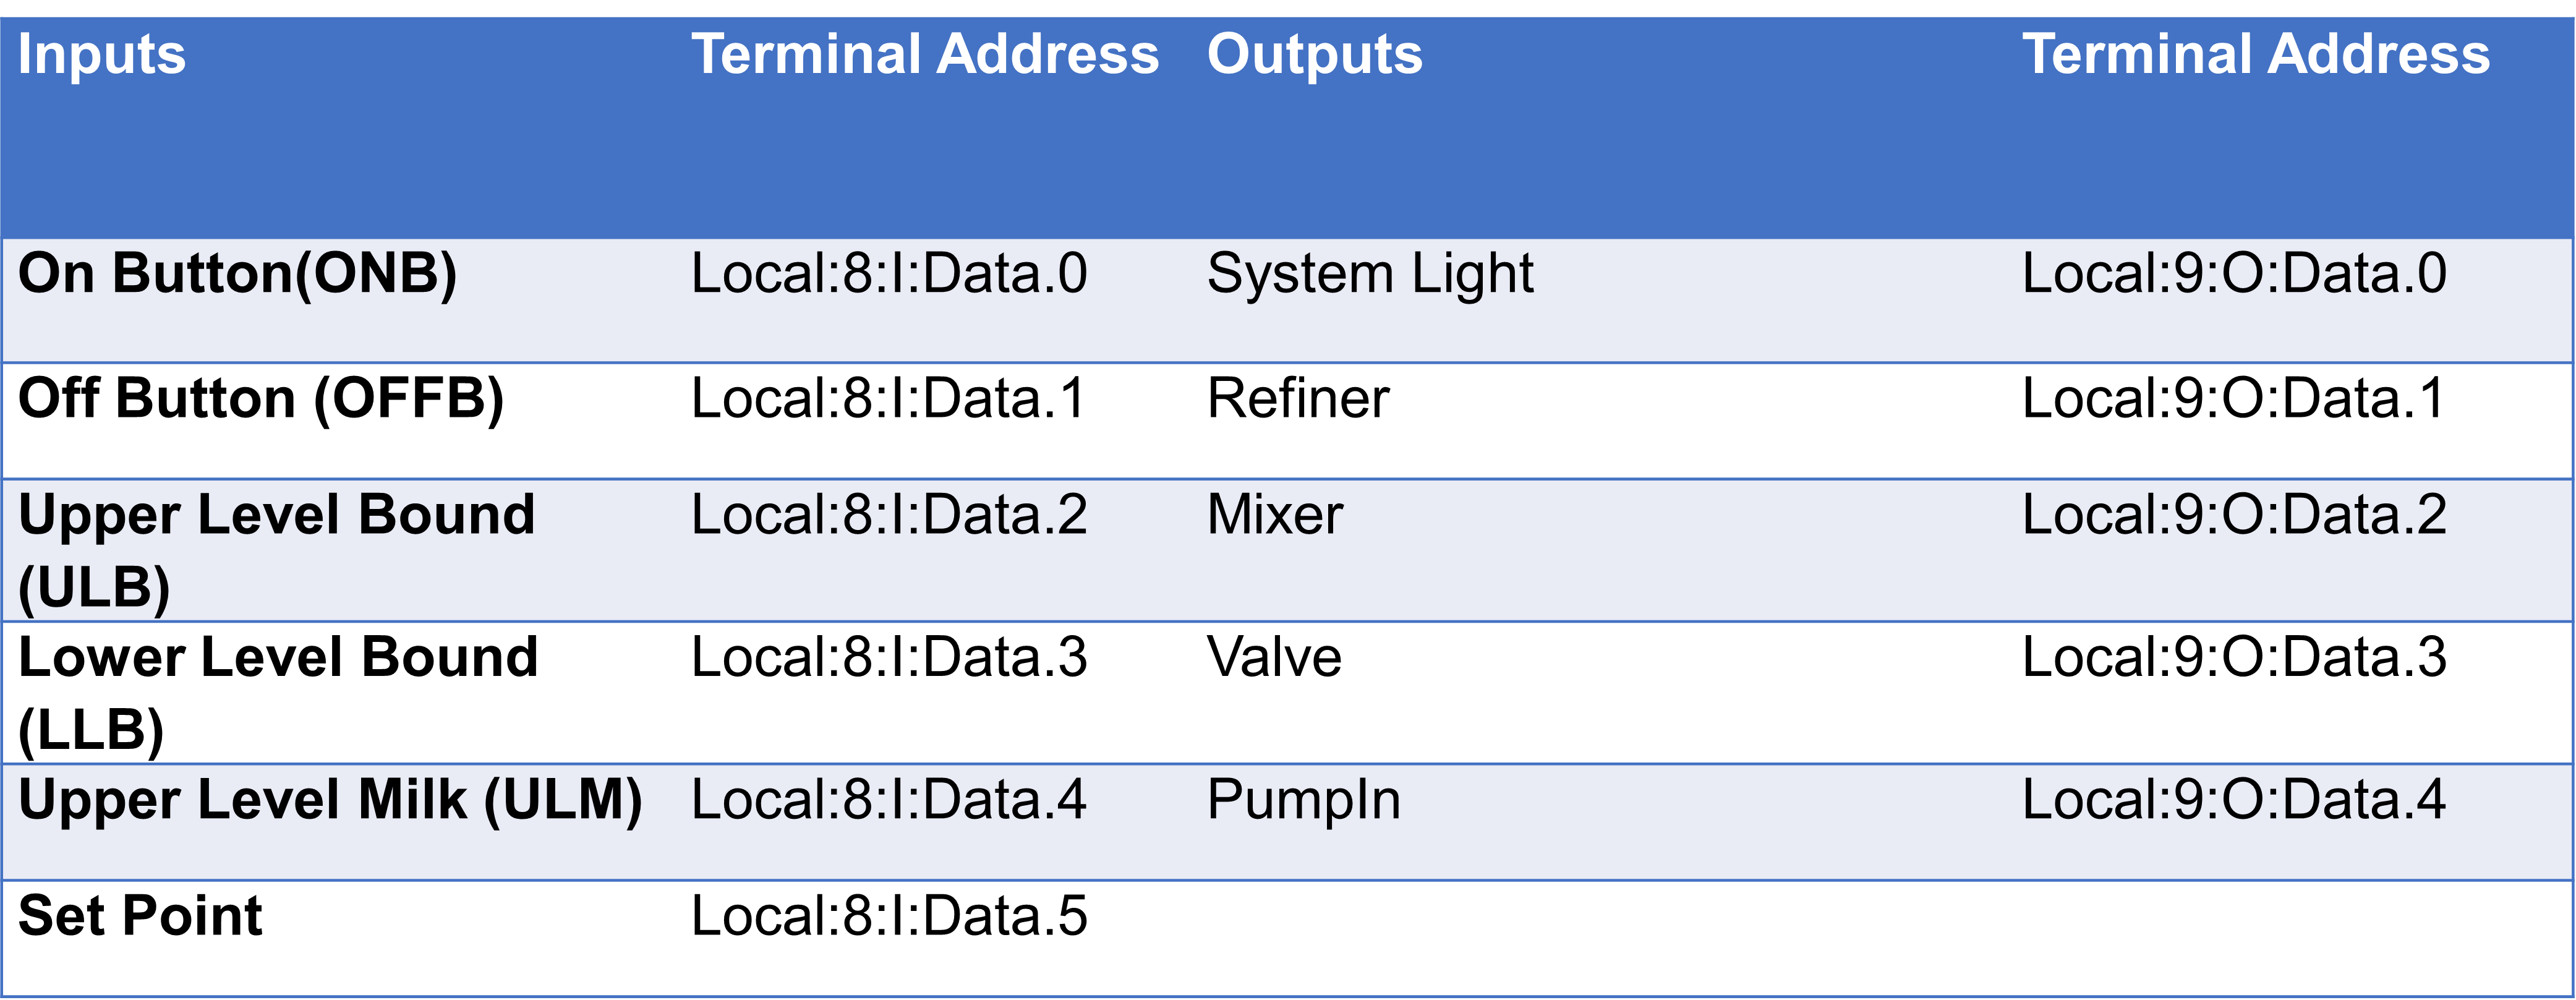 Inputs Terminal Address Outputs Terminal Address
On Button(ONB) Local:8:I:Data.0 System Light Local:9:O:Data.0
Off Button (OFFB) Local:8:I:Data.1 Refiner Local:9:O:Data.1
Upper Level Bound Local:8:I:Data.2 Mixer Local:9:O:Data.2
(ULB)
Lower Level Bound Local:8:I:Data.3 Valve Local:9:O:Data.3
(LLB)
Upper Level Milk (ULM) Local:8:I:Data.4 PumpIn Local:9:O:Data.4
Set Point Local:8:I:Data.5